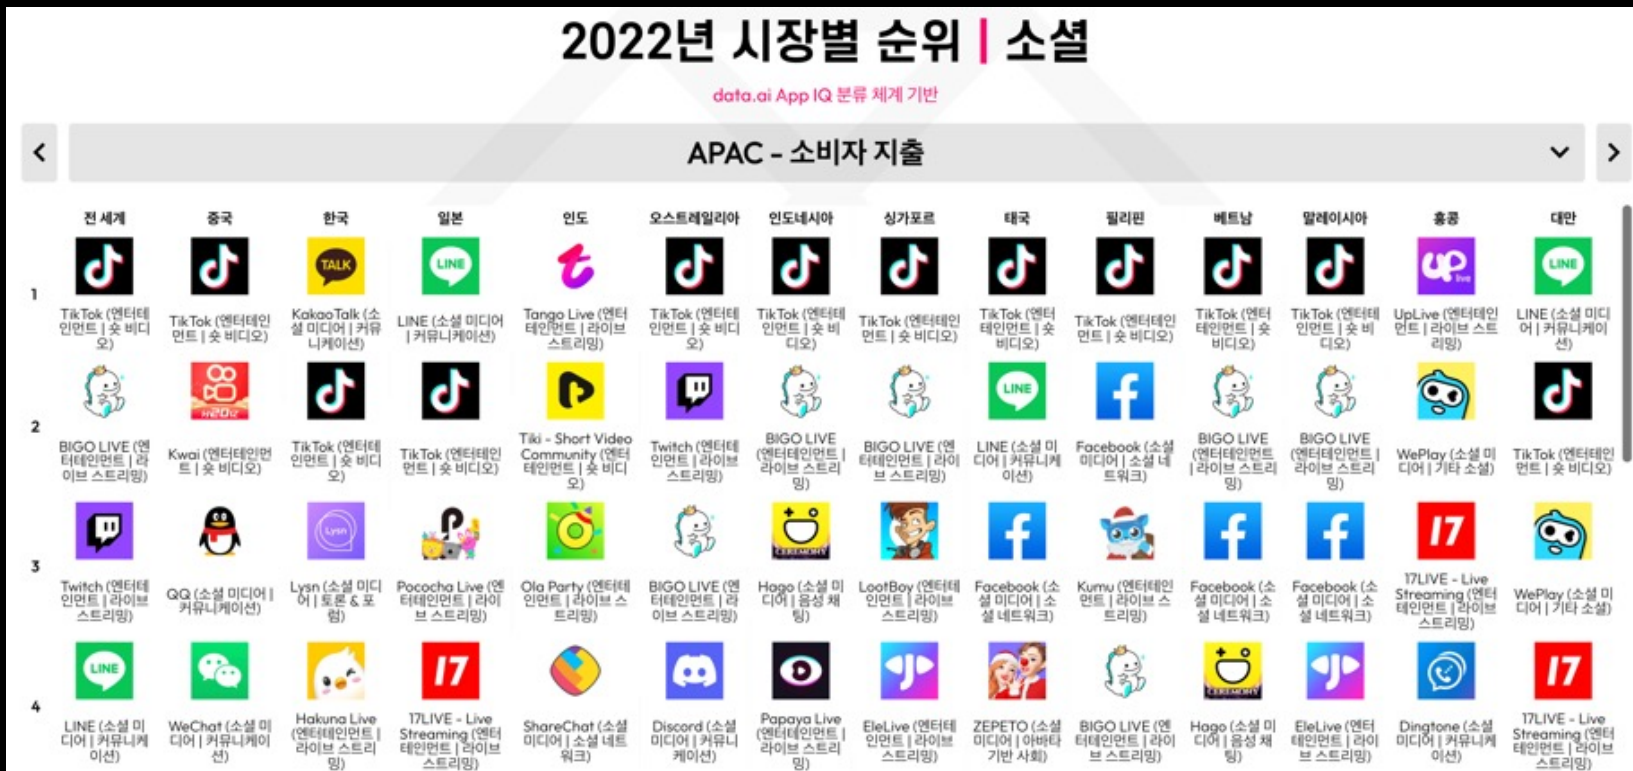 2022년 시장별 순위 | 소셜
data.ai App IQ 분류 체계 기반
APAC - 소비자 지출
전 세계 중국 한국 일본 인도 오스트레일리아 인도네시아 싱가포르 태국 필리핀 베트남 말레이시아 홍콩 대만
TALK LINE up live LINE
1
TikTok (엔터테
인먼트 | 숏 비디
오)
TikTok (엔터테인
먼트 | 숏 비디오)
KakaoTalk (소
셜 미디어 | 커뮤
니케이션)
LINE (소셜 미디어
| 커뮤니케이션)
Tango Live (엔터
테인먼트 | 라이브
스트리밍)
TikTok (엔터테
인먼트 | 숏 비디
오)
TikTok (엔터테
인먼트 | 숏 비
디오)
TikTok (엔터테인
먼트 | 숏 비디오)
TikTok (엔터
테인먼트 | 숏
비디오)
TikTok (엔터테인
먼트 | 숏 비디오)
TikTok (엔터
테인먼트 | 숏
비디오)
TikTok (엔터테
인먼트 | 숏 비
디오)
UpLive (엔터테인
먼트 | 라이브 스트
리밍)
LINE (소셜 미디
어 | 커뮤니케이
션)
LINE
2
BIGO LIVE (엔
터테인먼트 | 라
이브 스트리밍)
Kwai (엔터테인먼
트 | 숏 비디오)
TikTok (엔터테
인먼트 | 숏 비디
오)
TikTok (엔터테인
먼트 | 숏 비디오)
Tiki - Short Video
Community (엔터
테인먼트 | 숏 비디
오)
Twitch (엔터테
인먼트 | 라이브
스트리밍)
BIGO LIVE
(엔터테인먼트 |
라이브 스트리
밍)
BIGO LIVE (엔
터테인먼트 | 라이
브 스트리밍)
LINE (소셜 미
디어 | 커뮤니케
이션)
Facebook (소셜
미디어 | 소셜 네
트워크)
BIGO LIVE
(엔터테인먼트
| 라이브 스트리
밍)
BIGO LIVE
(엔터테인먼트 |
라이브 스트리
밍)
WePlay (소셜 미
디어 | 기타 소셜)
TikTok (엔터테인
먼트 | 숏 비디오)
Lysn CEREMONY 17
3
Twitch (엔터테
인먼트 | 라이브
스트리밍)
QQ (소셜 미디어 |
커뮤니케이션)
Lysn (소셜 미디
어 | 토론 & 포
럼)
Pococha Live (엔
터테인먼트 | 라이
브 스트리밍)
Ola Party (엔터테
인먼트 | 라이브 스
트리밍)
BIGO LIVE (엔
터테인먼트 | 라
이브 스트리밍)
Hago (소셜 미
디어 | 음성 채
팅)
LootBoy (엔터테
인먼트 | 라이브
스트리밍)
Facebook (소
셜 미디어 | 소
셜 네트워크)
Kumu (엔터테인
먼트 | 라이브 스
트리밍)
Facebook (소
셜 미디어 | 소
셜 네트워크)
Facebook (소
셜 미디어 | 소
셜 네트워크)
17LIVE - Live
Streaming (엔터
테인먼트 | 라이브
스트리밍)
WePlay (소셜 미
디어 | 기타 소셜)
LINE 17 CEREMONY 17
4
LINE (소셜 미
디어 | 커뮤니케
이션)
WeChat (소셜 미
디어 | 커뮤니케이
션)
Hakuna Live
(엔터테인먼트 |
라이브 스트리
밍)
17LIVE - Live
Streaming (엔터
테인먼트 | 라이브
스트리밍)
ShareChat (소셜
미디어 | 소셜 네트
워크)
Discord (소셜
미디어 | 커뮤니
케이션)
Papaya Live
(엔터테인먼트 |
라이브 스트리
밍)
EleLive (엔터테
인먼트 | 라이브
스트리밍)
ZEPETO (소셜
미디어 | 아바타
기반 사회)
BIGO LIVE (엔
터테인먼트 | 라이
브 스트리밍)
Hago (소셜 미
디어 | 음성 채
팅)
EleLive (엔터
테인먼트 | 라이
브 스트리밍)
Dingtone (소셜
미디어 | 커뮤니케
이션)
17LIVE - Live
Streaming (엔터
테인먼트 | 라이브
스트리밍)